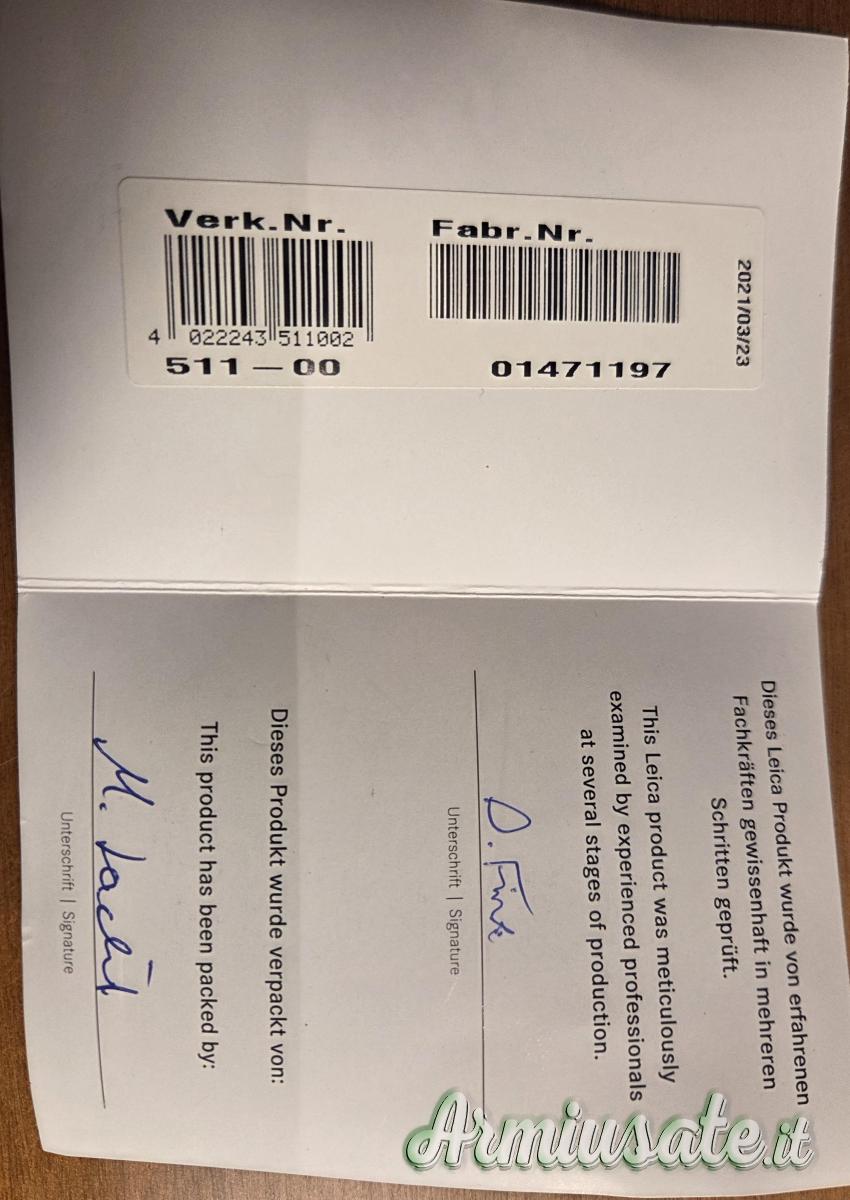 Verk.Nr.
4 022243 511002
511-00
Fabr.Nr.
01471197
2021/03/23
Dieses Leica Produkt wurde von erfahrenen
Fachkräften gewissenhaft in mehreren
Schritten geprüft.
This Leica product was meticulously
examined by experienced professionals
at several stages of production.
Unterschrift | Signature
Dieses Produkt wurde verpackt von:
This product has been packed by:
M.
Unterschrift | Signature
Armiusate.it